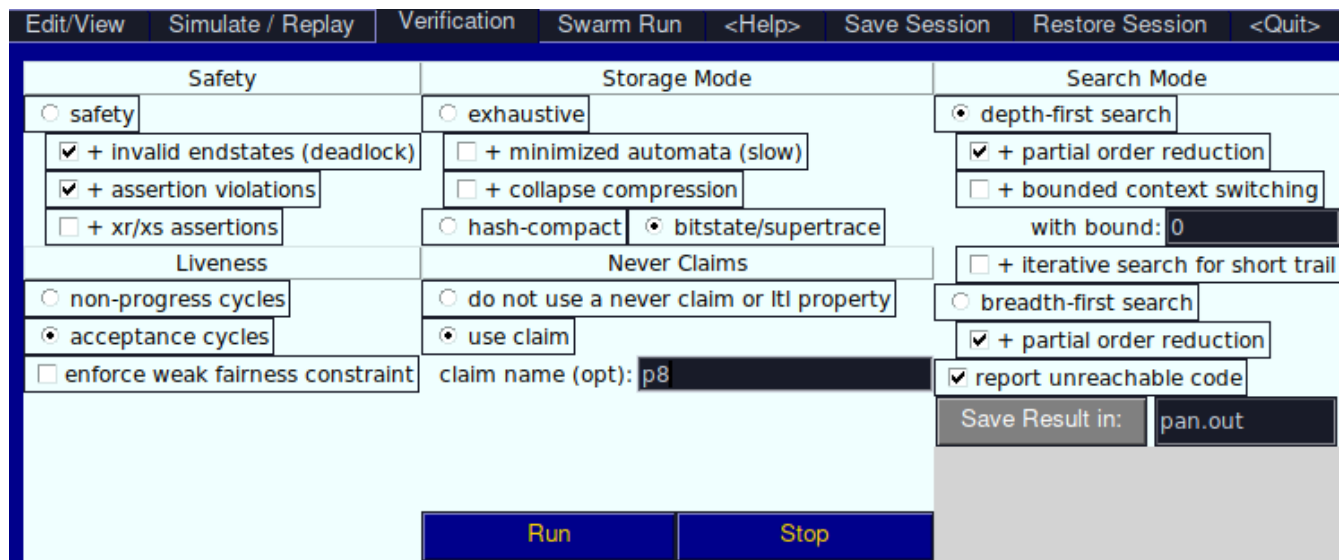 Edit/View Simulate / Replay Verification Swarm Run <Help> Save Session Restore Session <Quit>
Safety
safety
+ invalid endstates (deadlock)
+ assertion violations
+ xr/xs assertions
Liveness
non-progress cycles
acceptance cycles
enforce weak fairness constraint
Storage Mode
exhaustive
+ minimized automata (slow)
+ collapse compression
hash-compact bitstate/supertrace
Never Claims
do not use a never claim or ltl property
use claim
claim name (opt): p8
Run Stop
Search Mode
depth-first search
+ partial order reduction
+ bounded context switching
with bound: 0
+ iterative search for short trail
breadth-first search
+ partial order reduction
report unreachable code
Save Result in: pan.out